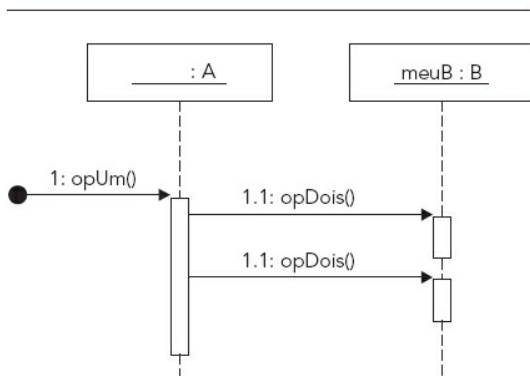 : A
meuB : B
1: opUm()
1.1: opDois()
1.1: opDois()